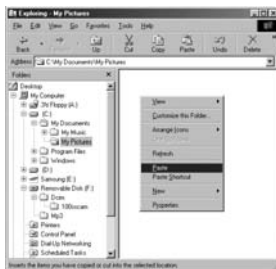 Exploring - My Pictures
File Edit View Go Favorites Tools Help
Back Up Cut Copy Paste Undo Delete
Address C:\My Documents\My Pictures
Folders
Desktop
My Computer
3½ Floppy (A:)
(C:)
My Documents
My Music
My Pictures
Program Files
Windows
(D:)
Samsung (E:)
Removable Disk (F:)
Dcim
100sscam
Mp3
Printers
Control Panel
Dial-Up Networking
Scheduled Tasks
View
Customize this Folder...
Arrange Icons
Refresh
Paste
Paste Shortcut
New
Properties
Inserts the items you have copied or cut into the selected location.